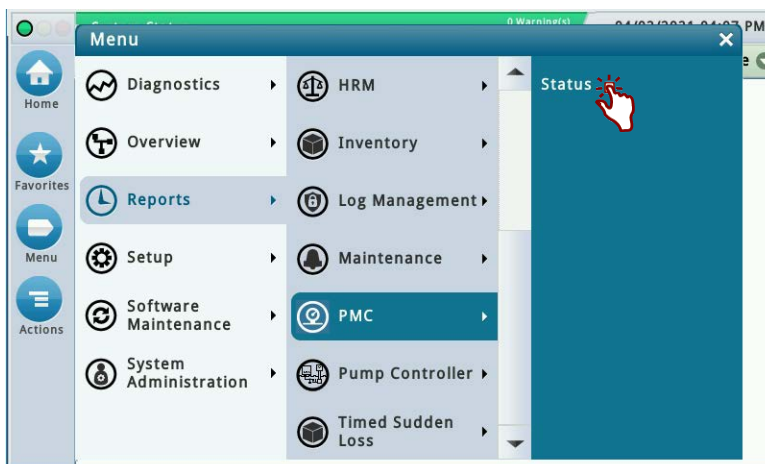 0 Warning(s)
PM
Menu
Home
Favorites
Menu
Actions
Diagnostics
Overview
Reports
Setup
Software
Maintenance
System
Administration
HRM
Inventory
Log Management
Maintenance
PMC
Pump Controller
Timed Sudden
Loss
Status